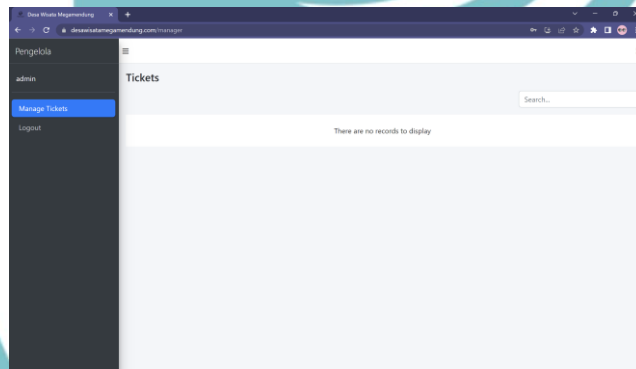 Desa Wisata Megamendung
desawisatamegamendung.com/manager
Pengelola
admin
Tickets
Search...
Manage Tickets
Logout
There are no records to display